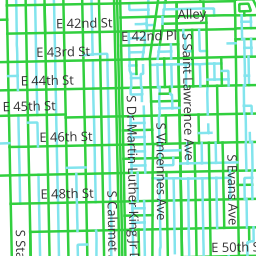 Alley
E 42nd St
E 42nd Pl
E 43rd St
E 44th St
E 45th St
E 46th St
E 48th St
E 50th S
S Sta
S Calumet
S Dr Martin Luther King Jr D
S Vincennes Ave
S Saint Lawrence Ave
S Evans Ave